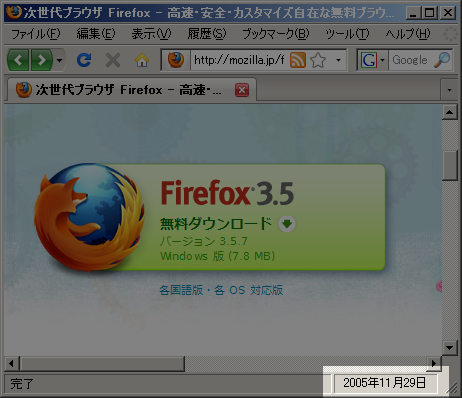 次世代ブラウザ Firefox - 高速・安全・カスタマイズ自在な無料ブラウ...
ファイル(F) 編集(E) 表示(V) 履歴(S) ブックマーク(B) ツール(T) ヘルプ(H)
http://mozilla.jp/f Google
次世代ブラウザ Firefox - 高速・...
Firefox 3.5
無料ダウンロード
バージョン 3.5.7
Windows 版 (7.8 MB)
各国語版・各 OS 対応版
完了 2005年11月29日